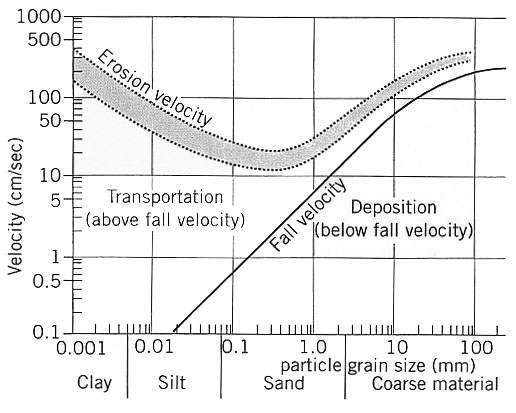 1000
500
100
50
10
5
1
0.5
0.1
Velocity (cm/sec)
Erosion velocity
Transportation
(above fall velocity)
Fall velocity
Deposition
(below fall velocity)
0.001
0.01
0.1
1.0
10
100
particle grain size (mm)
Clay
Silt
Sand
Coarse material